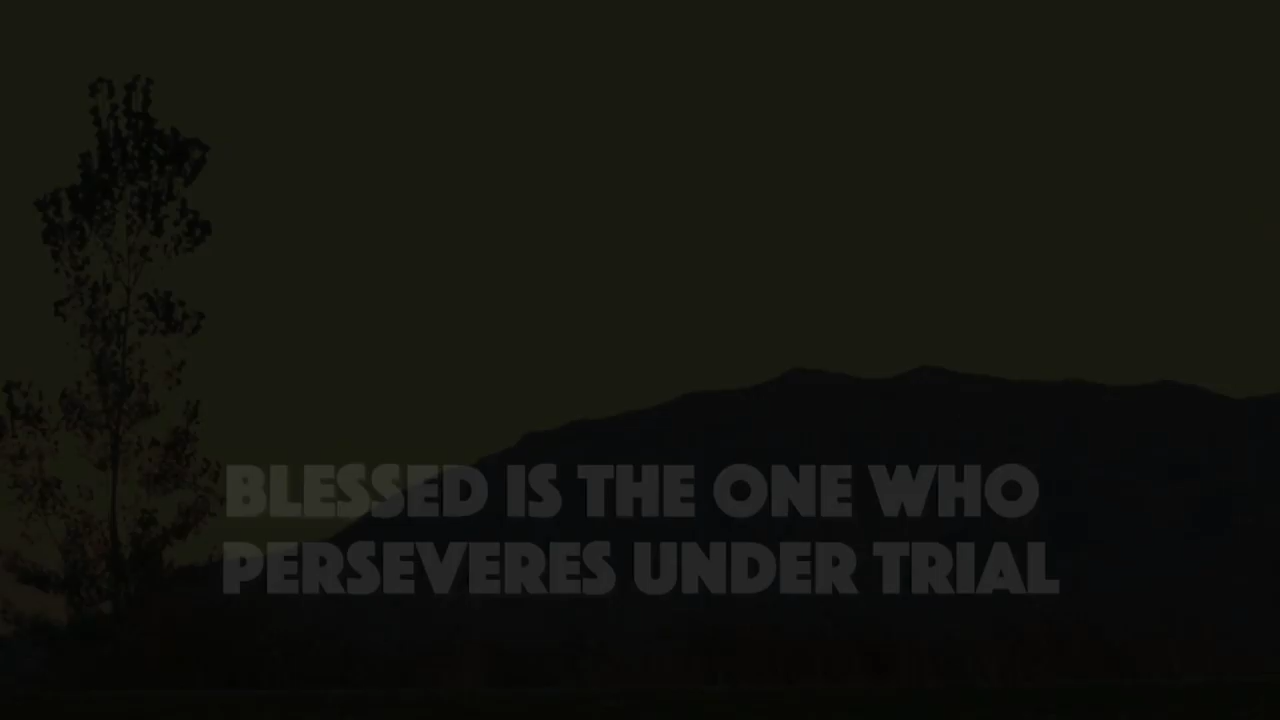 BLESSED IS THE ONE WHO
PERSEVERES UNDER TRIAL